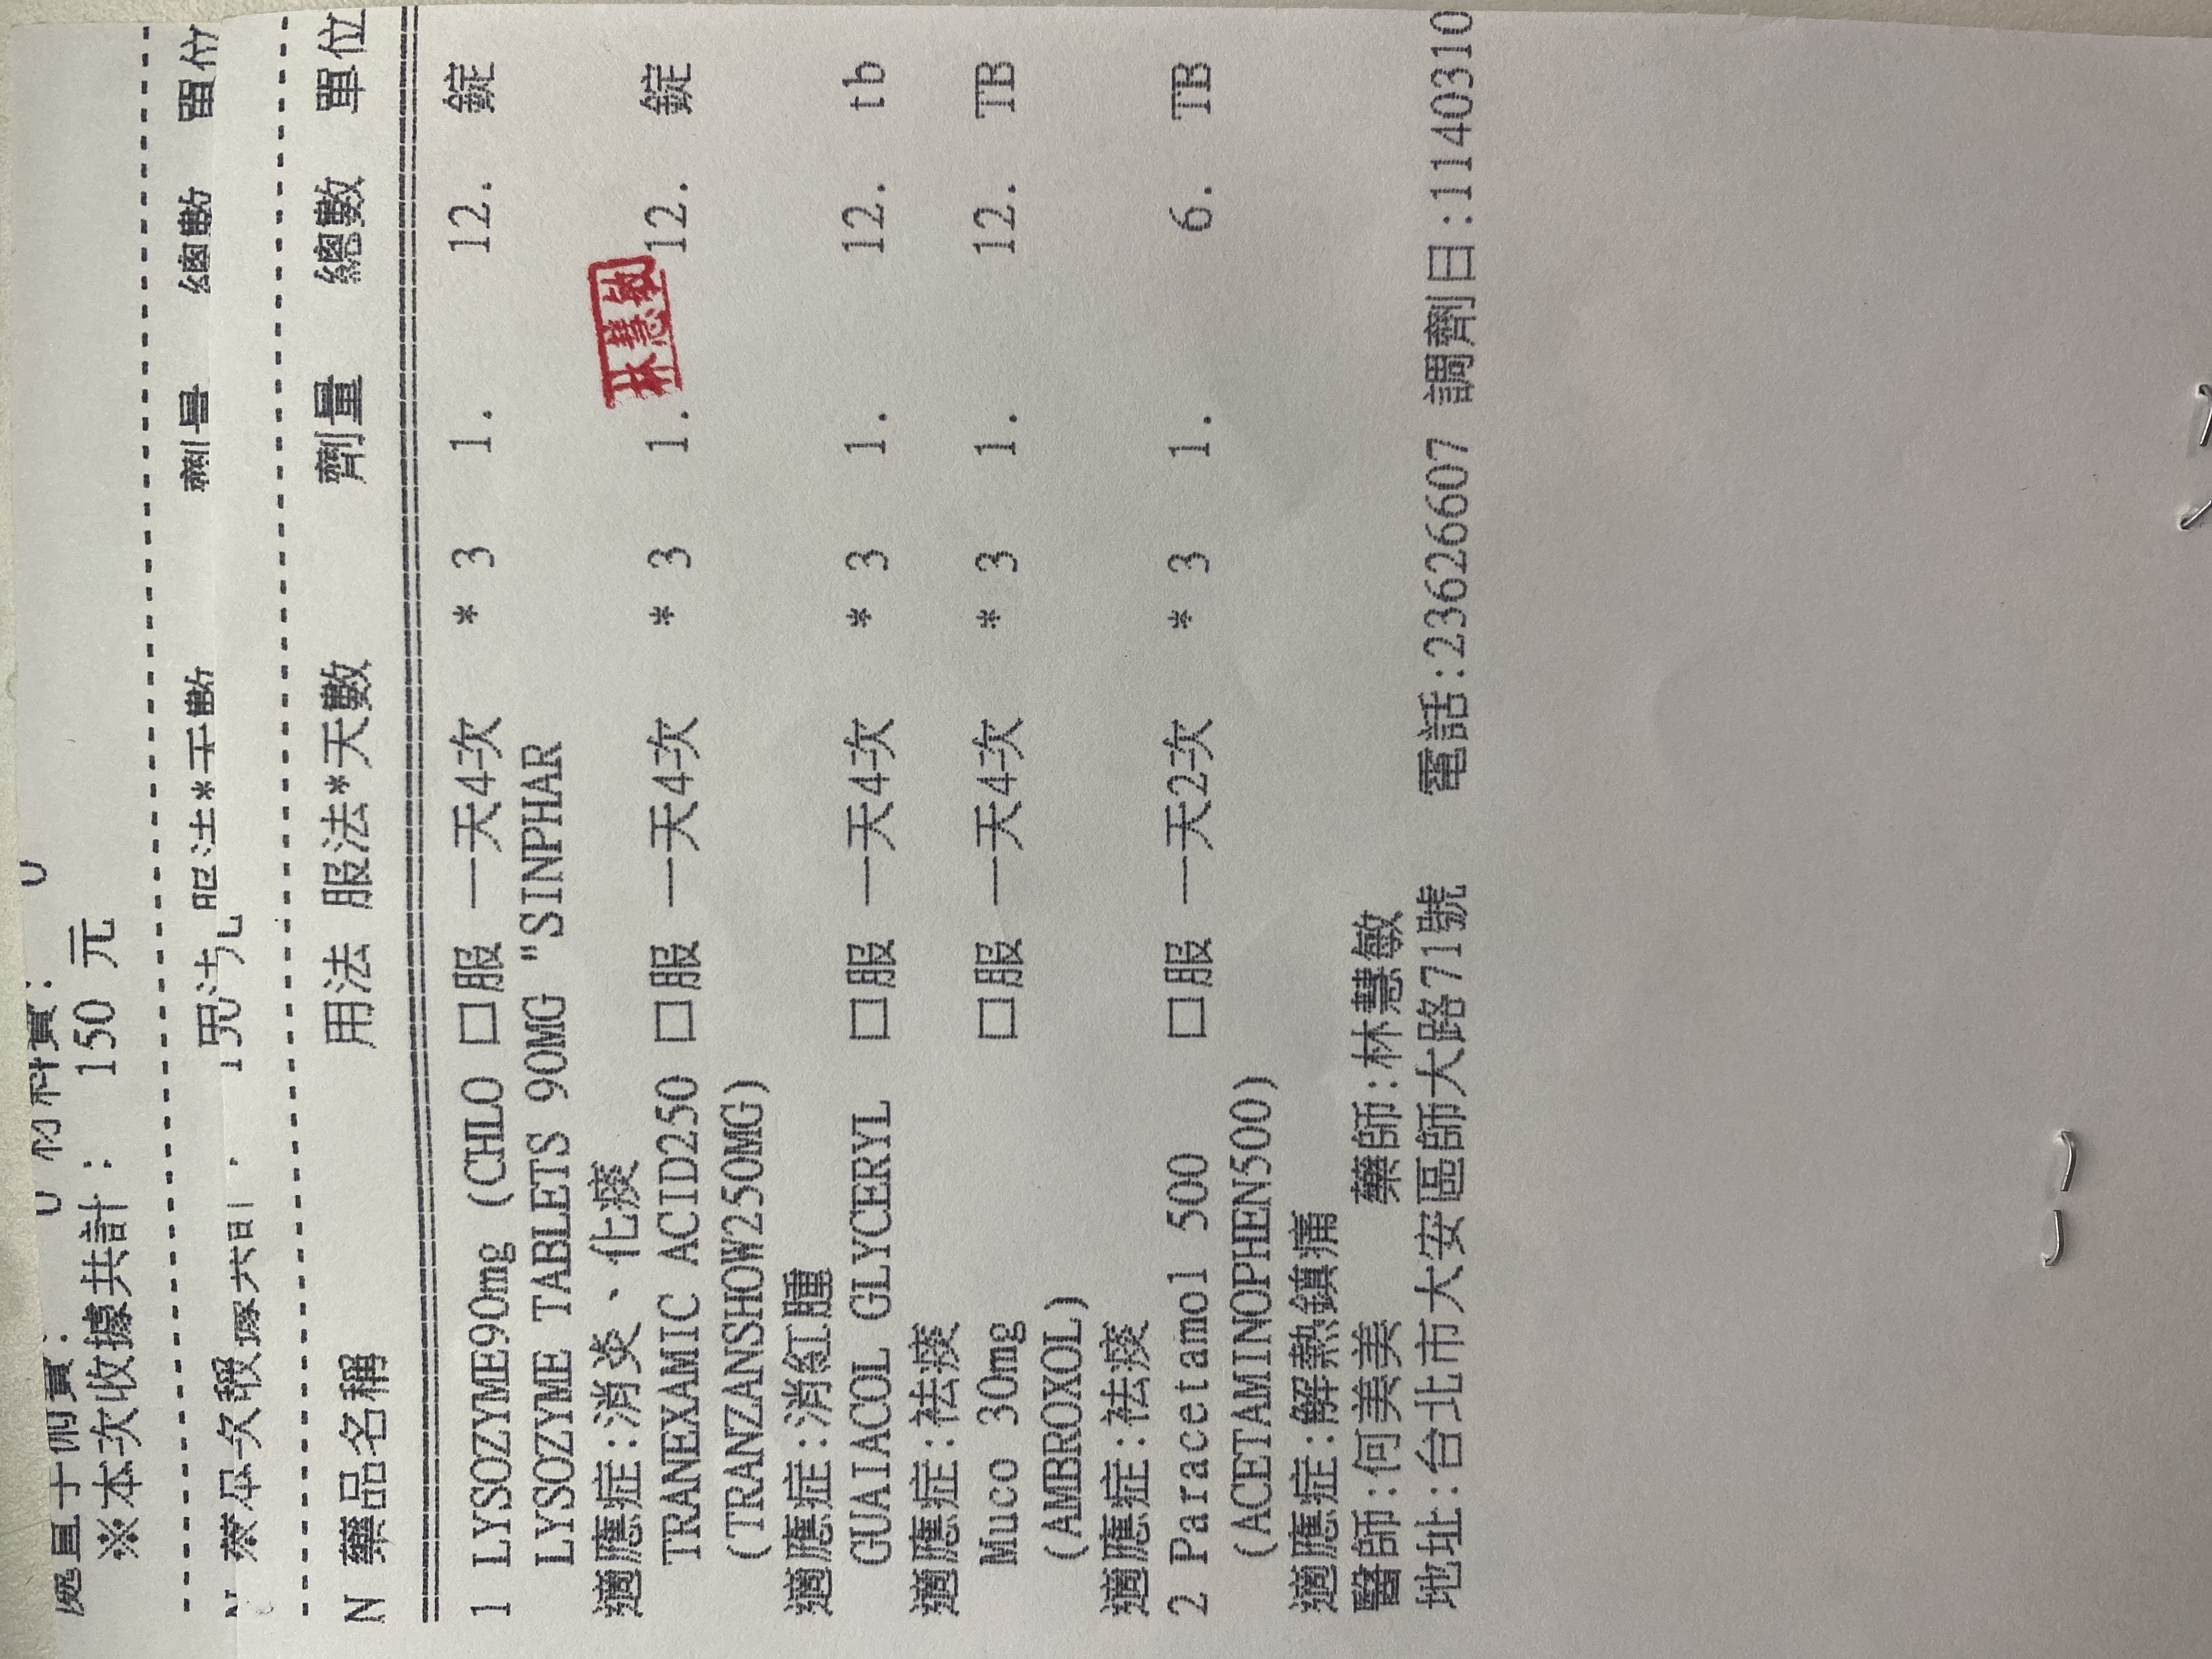 處置手術費: 0 材料費: 0
※本次收據共計： 150 元
用法 服法*天數 劑量 總數 單位
N 藥品名稱 用法 服法*天數 劑量 總數 單位
1 LYSOZYME90mg (CHLO 口服 一天4次 * 3 1. 12. 錠
LYSOZYME TABLETS 90MG "SINPHAR
適應症:消炎、化痰
林慧敏
TRANEXAMIC ACID250 口服 一天4次 * 3 1. 12. 錠
(TRANZANSHOW250MG)
適應症:消紅腫
GUAIACOL GLYCERYL 口服 一天4次 * 3 1. 12. tb
適應症:袪痰
Muco 30mg 口服 一天4次 * 3 1. 12. TB
(AMBROXOL)
適應症:袪痰
2 Paracetamol 500 口服 一天2次 * 3 1. 6. TB
(ACETAMINOPHEN500)
適應症:解熱鎮痛
醫師:何美美 藥師:林慧敏
地址:台北市大安區師大路71號 電話:23626607 調劑日:1140310